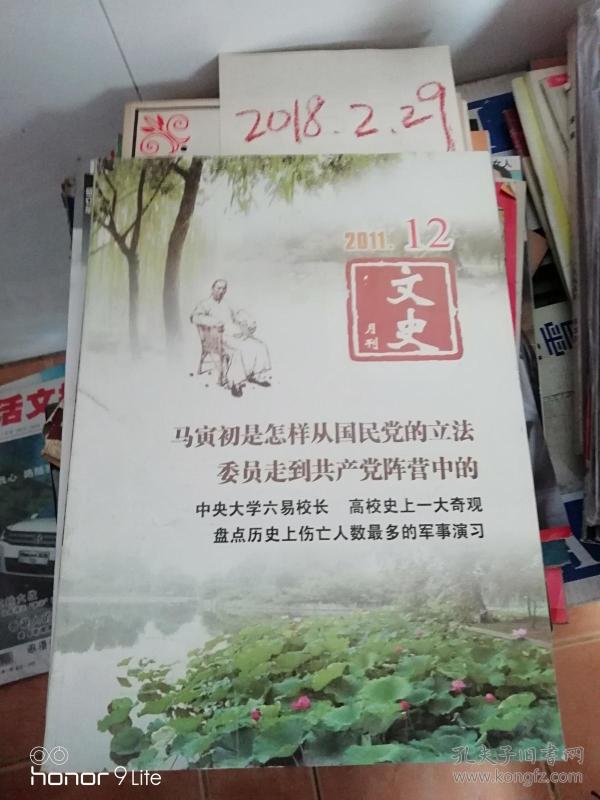 2018.2.29
2011. 12
文史
月刊
马寅初是怎样从国民党的立法
委员走到共产党阵营中的
中央大学六易校长 高校史上一大奇观
盘点历史上伤亡人数最多的军事演习
活文
honor 9 Lite
孔夫子旧书网
www.kongfz.com